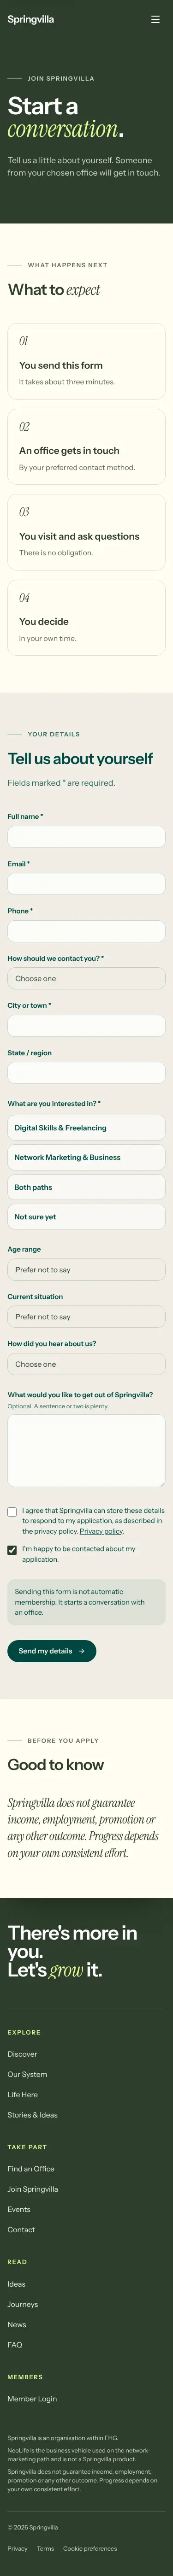 Springvilla
JOIN SPRINGVILLA
Start a
conversation.
Tell us a little about yourself. Someone
from your chosen office will get in touch.
WHAT HAPPENS NEXT
What to expect
01
You send this form
It takes about three minutes.
02
An office gets in touch
By your preferred contact method.
03
You visit and ask questions
There is no obligation.
04
You decide
In your own time.
YOUR DETAILS
Tell us about yourself
Fields marked * are required.
Full name *
Email *
Phone *
How should we contact you? *
Choose one
City or town *
State / region
What are you interested in? *
Digital Skills & Freelancing
Network Marketing & Business
Both paths
Not sure yet
Age range
Prefer not to say
Current situation
Prefer not to say
How did you hear about us?
Choose one
What would you like to get out of Springvilla?
Optional. A sentence or two is plenty.
I agree that Springvilla can store these details
to respond to my application, as described in
the privacy policy. Privacy policy.
I'm happy to be contacted about my
application.
Sending this form is not automatic
membership. It starts a conversation with
an office.
Send my details →
BEFORE YOU APPLY
Good to know
Springvilla does not guarantee
income, employment, promotion or
any other outcome. Progress depends
on your own consistent effort.
There's more in
you.
Let's grow it.
EXPLORE
Discover
Our System
Life Here
Stories & Ideas
TAKE PART
Find an Office
Join Springvilla
Events
Contact
READ
Ideas
Journeys
News
FAQ
MEMBERS
Member Login
Springvilla is an organisation within FHG.
NeoLife is the business vehicle used on the network-
marketing path and is not a Springvilla product.
Springvilla does not guarantee income, employment,
promotion or any other outcome. Progress depends on
your own consistent effort.
© 2026 Springvilla
Privacy Terms Cookie preferences